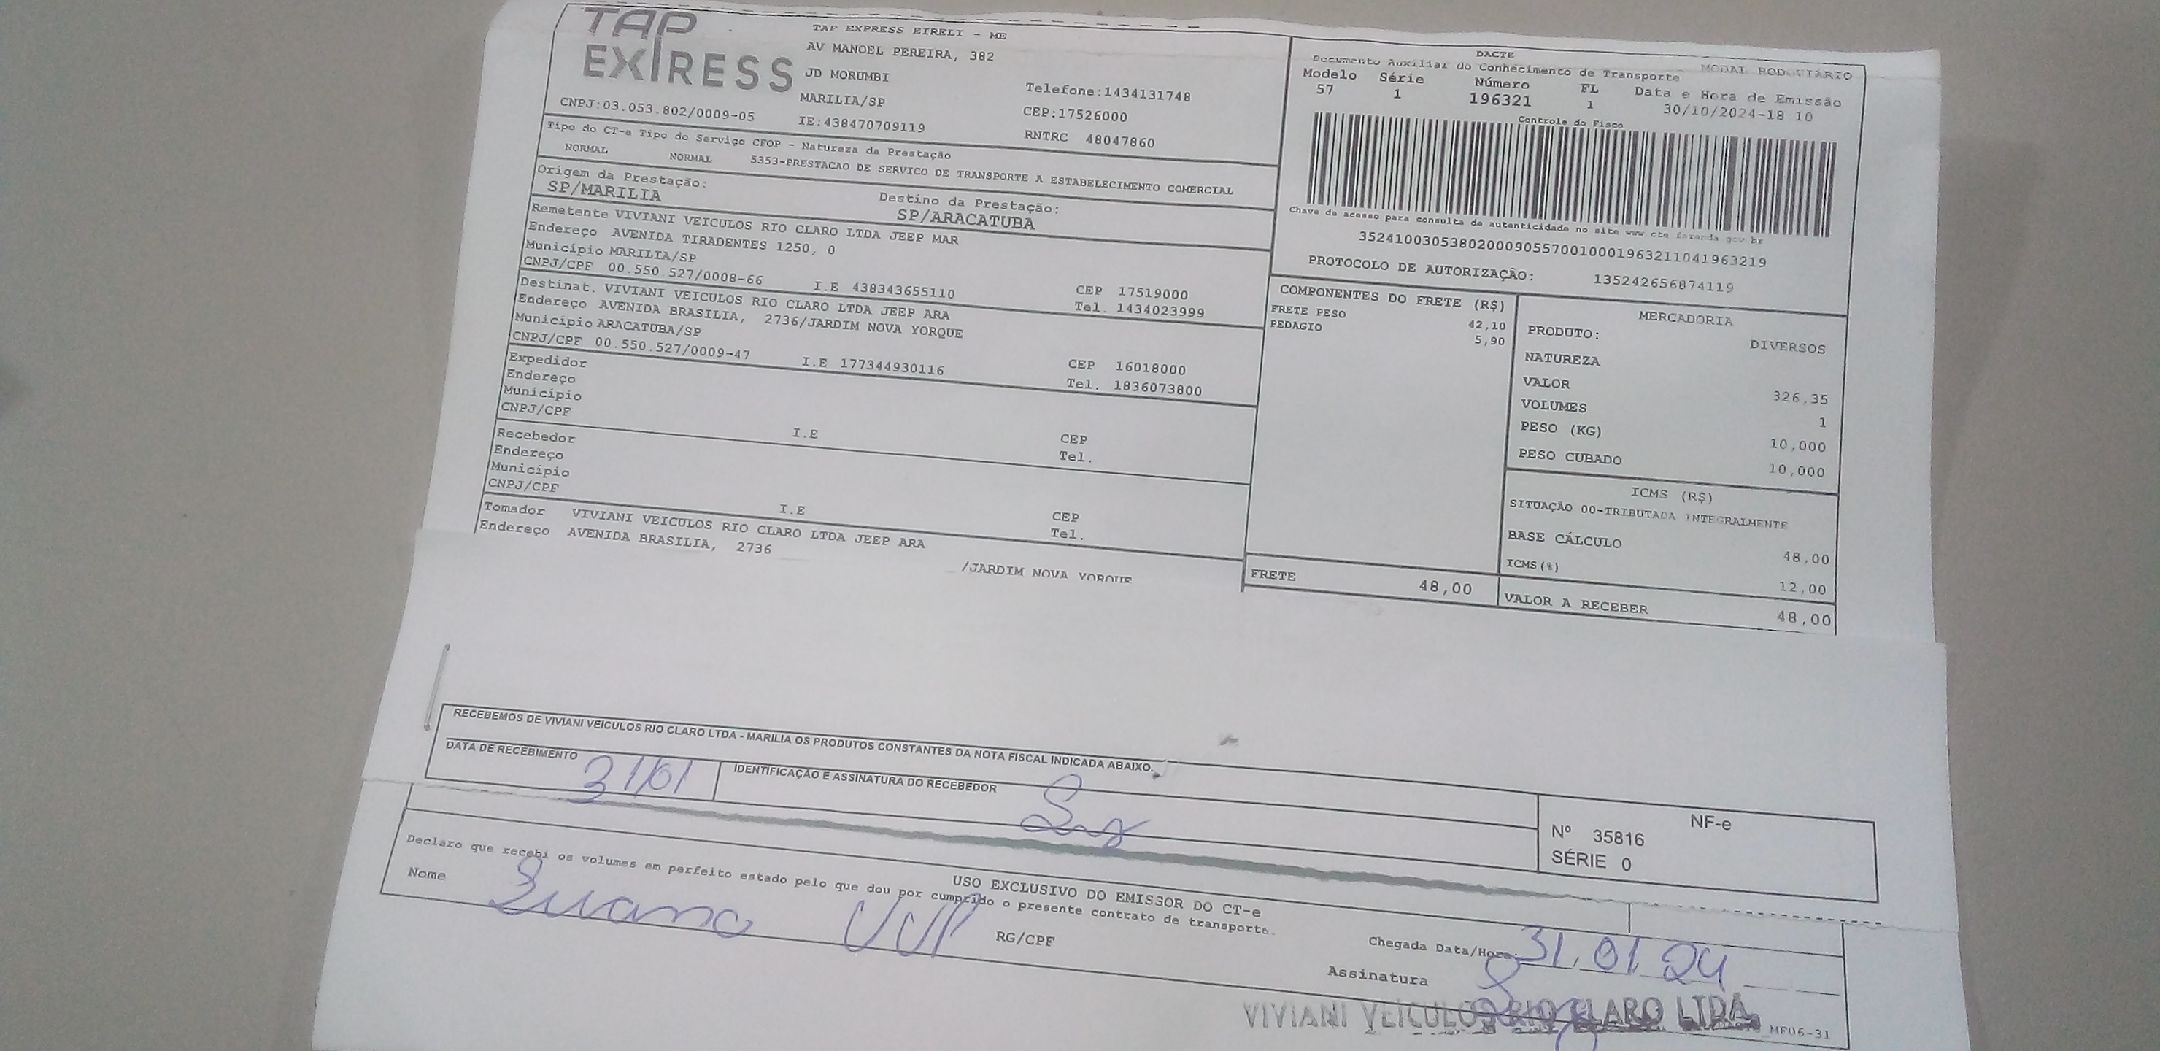 TAP
EXPRESS
TAP EXPRESS EIRELI - ME
AV MANOEL PEREIRA, 382
JD MORUMBI
MARILIA/SP
Telefone:1434131748
CEP:17526000
CNPJ:03.053.802/0009-05
IE:438470709119
RNTRC 48047860
DACTE
Documento Auxiliar do Conhecimento de Transporte
MODAL RODOVIÁRIO
Modelo Série Número FL Data e Hora de Emissão
57 1 196321 1 30/10/2024-18 10
Controle do Fisco
Chave de acesso para consulta de autenticidade no site www cte fazenda gov br
35241003053802000905570010001963211041963219
PROTOCOLO DE AUTORIZAÇÃO: 135242656874119
Tipo do CT-e Tipo do Serviço CFOP - Natureza da Prestação
NORMAL NORMAL 5353-PRESTACAO DE SERVICO DE TRANSPORTE A ESTABELECIMENTO COMERCIAL
Origem da Prestação: Destino da Prestação:
SP/MARILIA SP/ARACATUBA
Remetente VIVIANI VEICULOS RIO CLARO LTDA JEEP MAR
Endereço AVENIDA TIRADENTES 1250, 0
Município MARILIA/SP CEP 17519000
CNPJ/CPF 00.550.527/0008-66 I.E 438343655110 Tel. 1434023999
Destinat. VIVIANI VEICULOS RIO CLARO LTDA JEEP ARA
Endereço AVENIDA BRASILIA, 2736/JARDIM NOVA YORQUE
Município ARACATUBA/SP CEP 16018000
CNPJ/CPF 00.550.527/0009-47 I.E 177344930116 Tel. 1836073800
Expedidor
Endereço
Município CEP
CNPJ/CPF I.E Tel.
Recebedor
Endereço
Município CEP
CNPJ/CPF I.E Tel.
Tomador VIVIANI VEICULOS RIO CLARO LTDA JEEP ARA
Endereço AVENIDA BRASILIA, 2736 /JARDIM NOVA YORQUE
COMPONENTES DO FRETE (R$)
FRETE PESO 42,10
PEDAGIO 5,90
FRETE 48,00
MERCADORIA
PRODUTO: DIVERSOS
NATUREZA
VALOR 326,35
VOLUMES 1
PESO (KG) 10,000
PESO CUBADO 10,000
ICMS (R$)
SITUAÇÃO 00-TRIBUTADA INTEGRALMENTE
BASE CÁLCULO 48,00
ICMS(%) 12,00
VALOR A RECEBER 48,00
RECEBEMOS DE VIVIANI VEICULOS RIO CLARO LTDA - MARILIA OS PRODUTOS CONSTANTES DA NOTA FISCAL INDICADA ABAIXO.
DATA DE RECEBIMENTO 31/01
IDENTIFICAÇÃO E ASSINATURA DO RECEBEDOR
NF-e
Nº 35816
SÉRIE 0
USO EXCLUSIVO DO EMISSOR DO CT-e
Declaro que recebi os volumes em perfeito estado pelo que dou por cumprido o presente contrato de transporte.
Nome
RG/CPF
Chegada Data/Hora 31.01.24
Assinatura
VIVIANI VEÍCULOS RIO CLARO LTDA
MF06-31